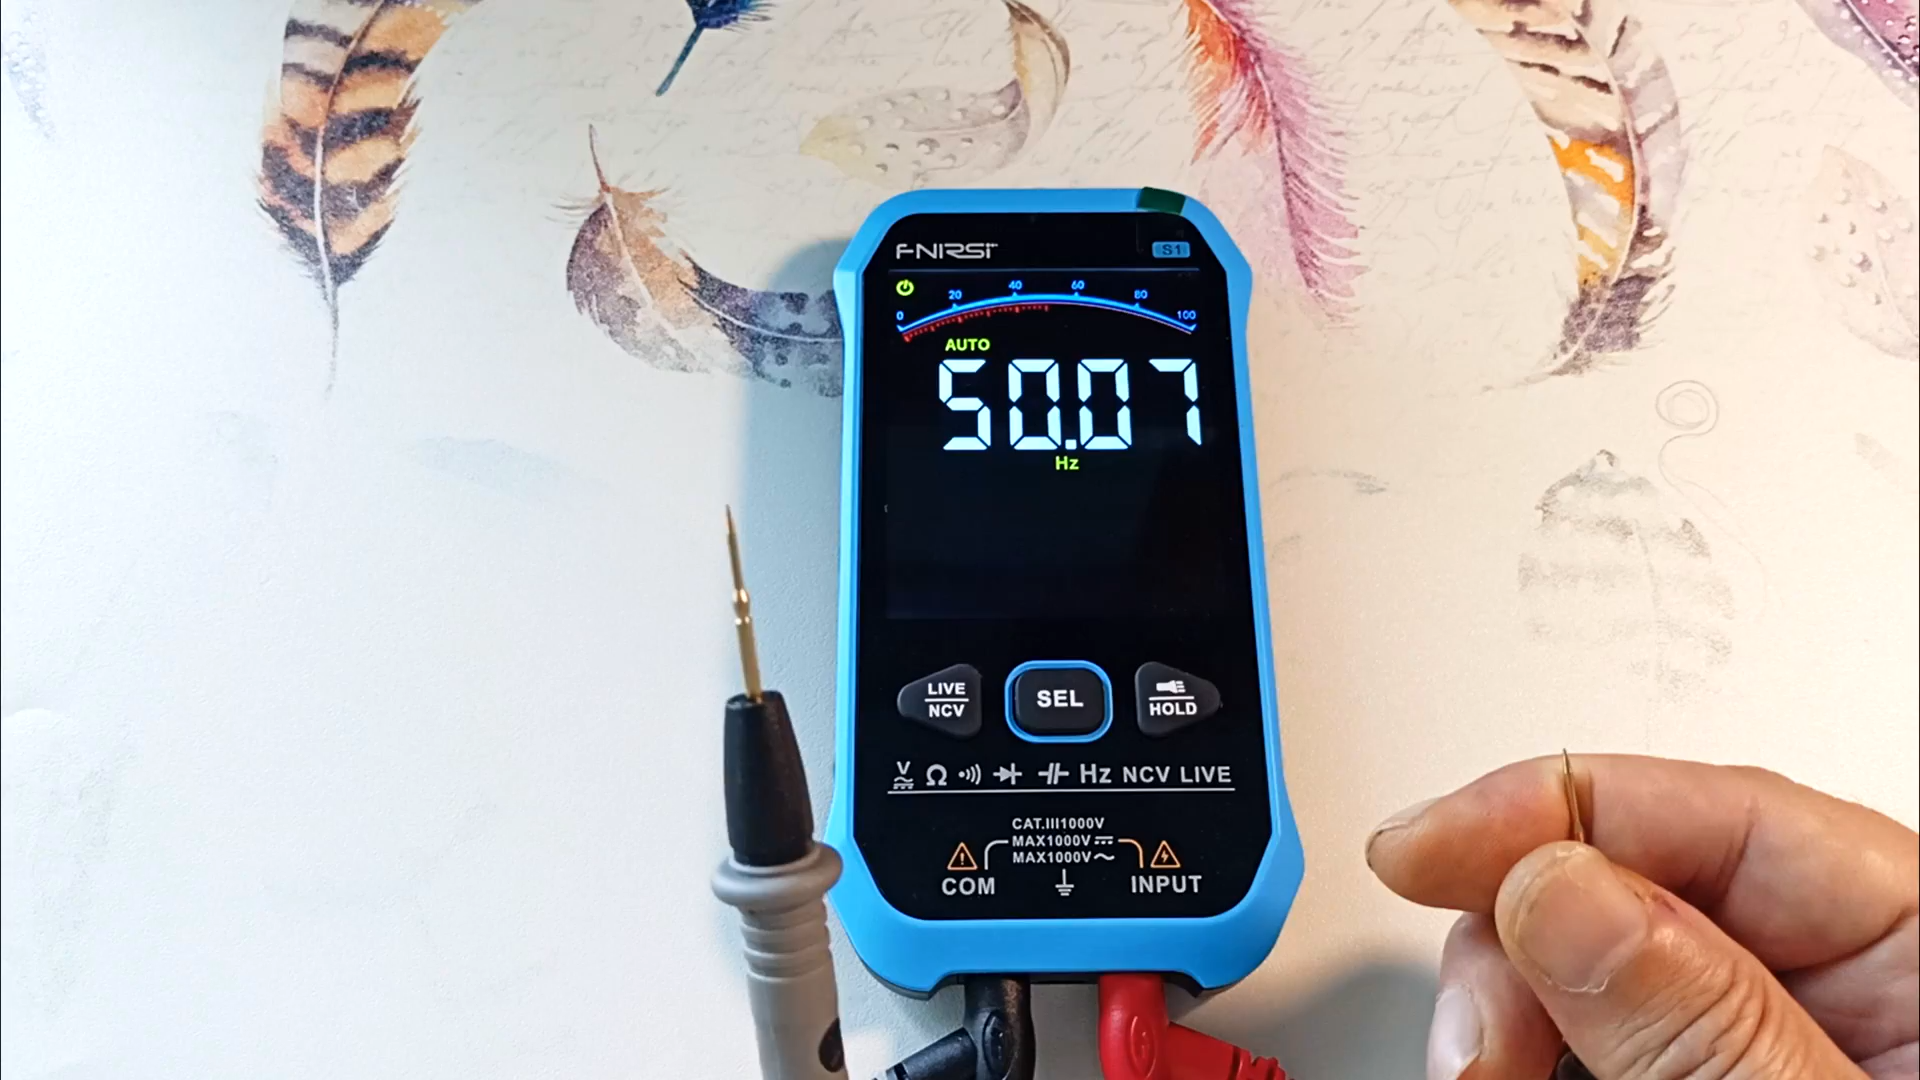 FNIRSI
S1
0 20 40 60 80 100
AUTO
50.07
Hz
LIVE
NCV
SEL
HOLD
V Ω Hz NCV LIVE
CAT.III1000V
MAX1000V
MAX1000V
COM
INPUT